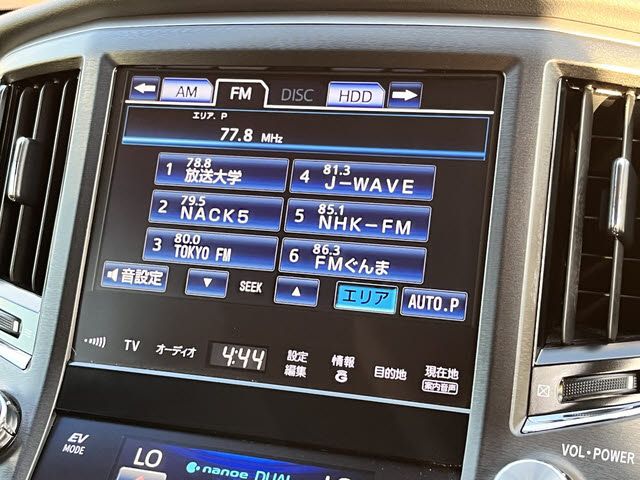 AM FM DISC HDD
エリア. P
77.8 MHz
1 78.8 放送大学
4 81.3 J-WAVE
2 79.5 NACK5
5 85.1 NHK-FM
3 80.0 TOKYO FM
6 86.3 FMぐんま
音設定 ▼ SEEK ▲ エリア AUTO.P
TV オーディオ 4:44 設定編集 情報G 目的地 現在地 案内音声
VOL・POWER
EV MODE
LO nanoe DUAL LO